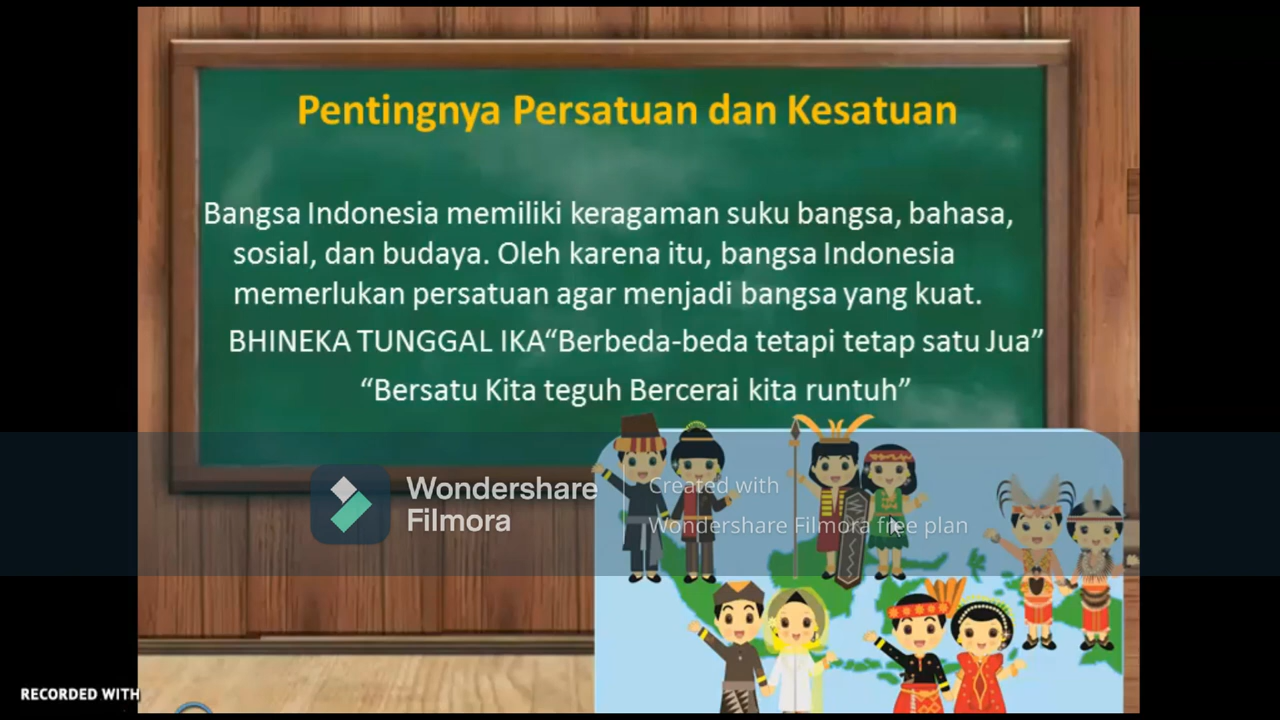 Pentingnya Persatuan dan Kesatuan
Bangsa Indonesia memiliki keragaman suku bangsa, bahasa,
sosial, dan budaya. Oleh karena itu, bangsa Indonesia
memerlukan persatuan agar menjadi bangsa yang kuat.
BHINEKA TUNGGAL IKA“Berbeda-beda tetapi tetap satu Jua”
“Bersatu Kita teguh Bercerai kita runtuh”
Wondershare
Filmora
Created with
Wondershare Filmora free plan
RECORDED WITH